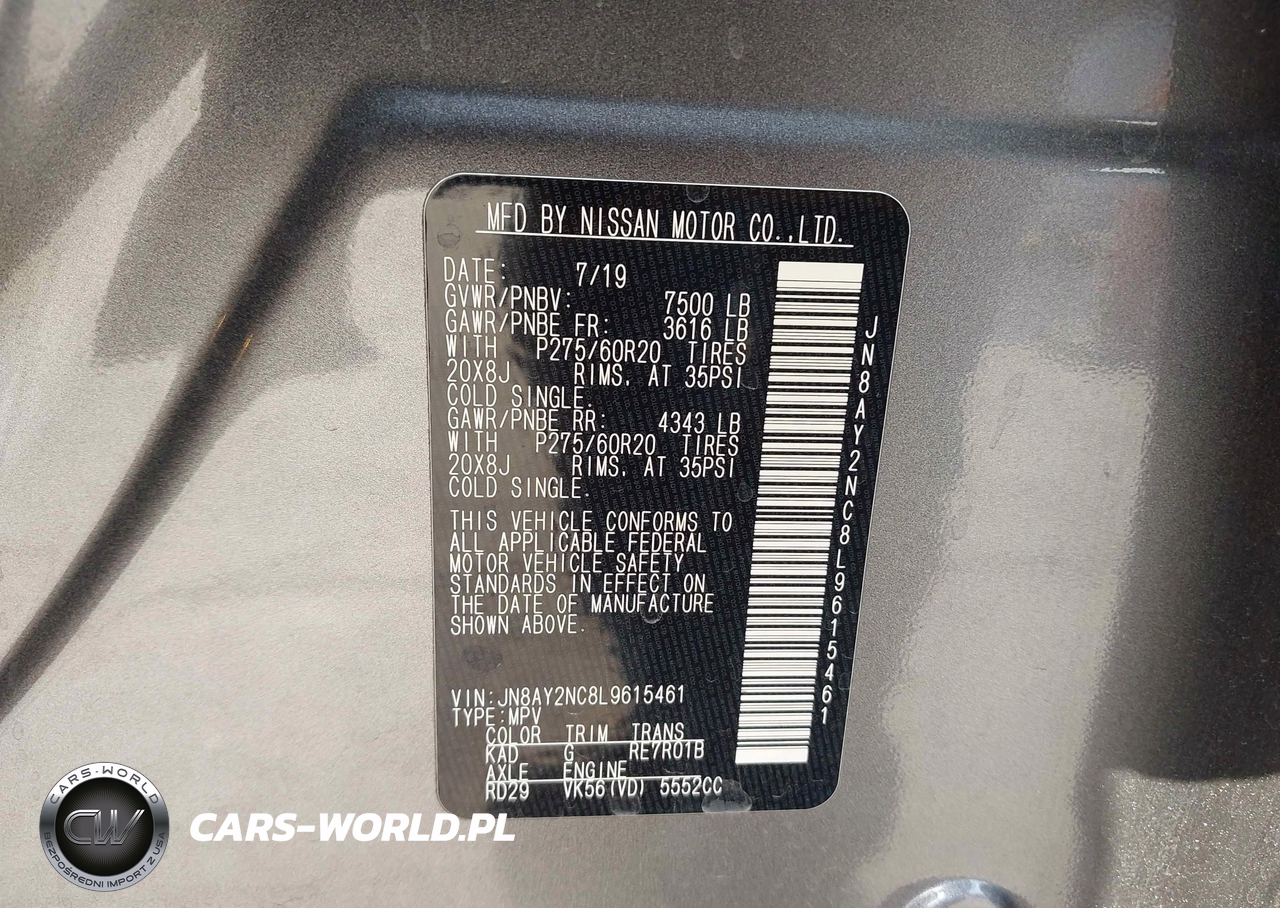 MFD BY NISSAN MOTOR CO.,LTD.
DATE: 7/19
GVWR/PNBV: 7500 LB
GAWR/PNBE FR: 3616 LB
WITH P275/60R20 TIRES
20X8J RIMS, AT 35PSI
COLD SINGLE.
GAWR/PNBE RR: 4343 LB
WITH P275/60R20 TIRES
20X8J RIMS, AT 35PSI
COLD SINGLE.
THIS VEHICLE CONFORMS TO
ALL APPLICABLE FEDERAL
MOTOR VEHICLE SAFETY
STANDARDS IN EFFECT ON
THE DATE OF MANUFACTURE
SHOWN ABOVE.
VIN:JN8AY2NC8L9615461
TYPE:MPV
COLOR TRIM TRANS
KAD G RE7R01B
AXLE ENGINE
RD29 VK56(VD) 5552CC
JN8AY2NC8L9615461
CARS-WORLD
CW
BEZPOŚREDNI IMPORT Z USA
CARS-WORLD.PL